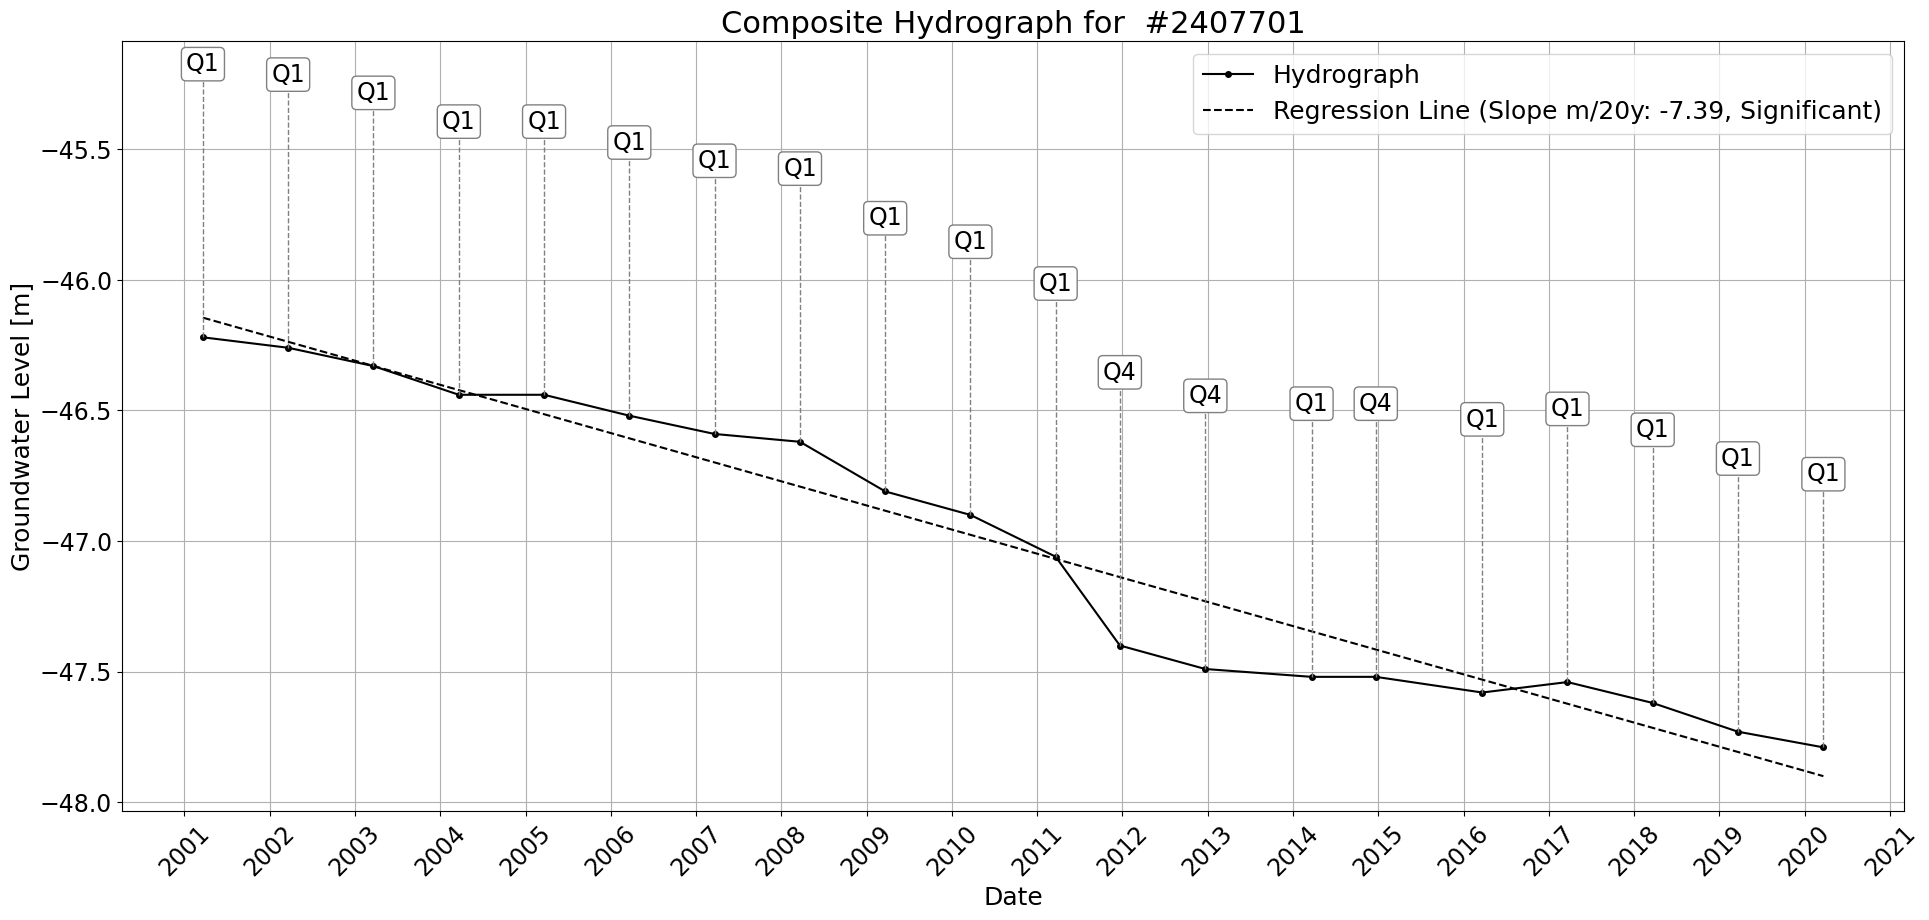 Composite Hydrograph for  #2407701
Hydrograph
Regression Line (Slope m/20y: -7.39, Significant)
Q1
Q1
Q1
Q1
Q1
Q1
Q1
Q1
Q1
Q1
Q1
Q4
Q4
Q1
Q4
Q1
Q1
Q1
Q1
Q1
Groundwater Level [m]
−45.5
−46.0
−46.5
−47.0
−47.5
−48.0
2001
2002
2003
2004
2005
2006
2007
2008
2009
2010
2011
2012
2013
2014
2015
2016
2017
2018
2019
2020
2021
Date